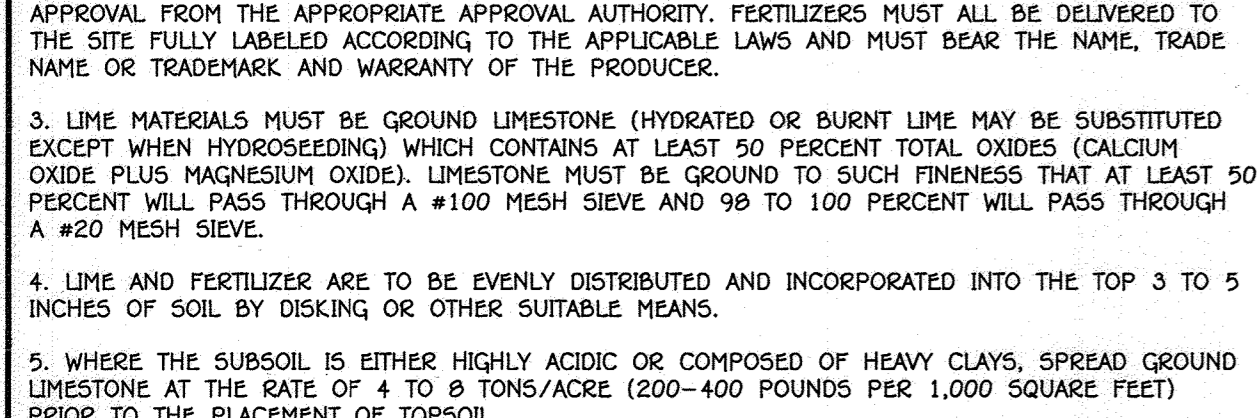 APPROVAL FROM THE APPROPRIATE APPROVAL AUTHORITY. FERTILIZERS MUST ALL BE DELIVERED TO
THE SITE FULLY LABELED ACCORDING TO THE APPLICABLE LAWS AND MUST BEAR THE NAME, TRADE
NAME OR TRADEMARK AND WARRANTY OF THE PRODUCER.
3. LIME MATERIALS MUST BE GROUND LIMESTONE (HYDRATED OR BURNT LIME MAY BE SUBSTITUTED
EXCEPT WHEN HYDROSEEDING) WHICH CONTAINS AT LEAST 50 PERCENT TOTAL OXIDES (CALCIUM
OXIDE PLUS MAGNESIUM OXIDE). LIMESTONE MUST BE GROUND TO SUCH FINENESS THAT AT LEAST 50
PERCENT WILL PASS THROUGH A #100 MESH SIEVE AND 98 TO 100 PERCENT WILL PASS THROUGH
A #20 MESH SIEVE.
4. LIME AND FERTILIZER ARE TO BE EVENLY DISTRIBUTED AND INCORPORATED INTO THE TOP 3 TO 5
INCHES OF SOIL BY DISKING OR OTHER SUITABLE MEANS.
5. WHERE THE SUBSOIL IS EITHER HIGHLY ACIDIC OR COMPOSED OF HEAVY CLAYS, SPREAD GROUND
LIMESTONE AT THE RATE OF 4 TO 8 TONS/ACRE (200-400 POUNDS PER 1,000 SQUARE FEET)
PRIOR TO THE PLACEMENT OF TOPSOIL